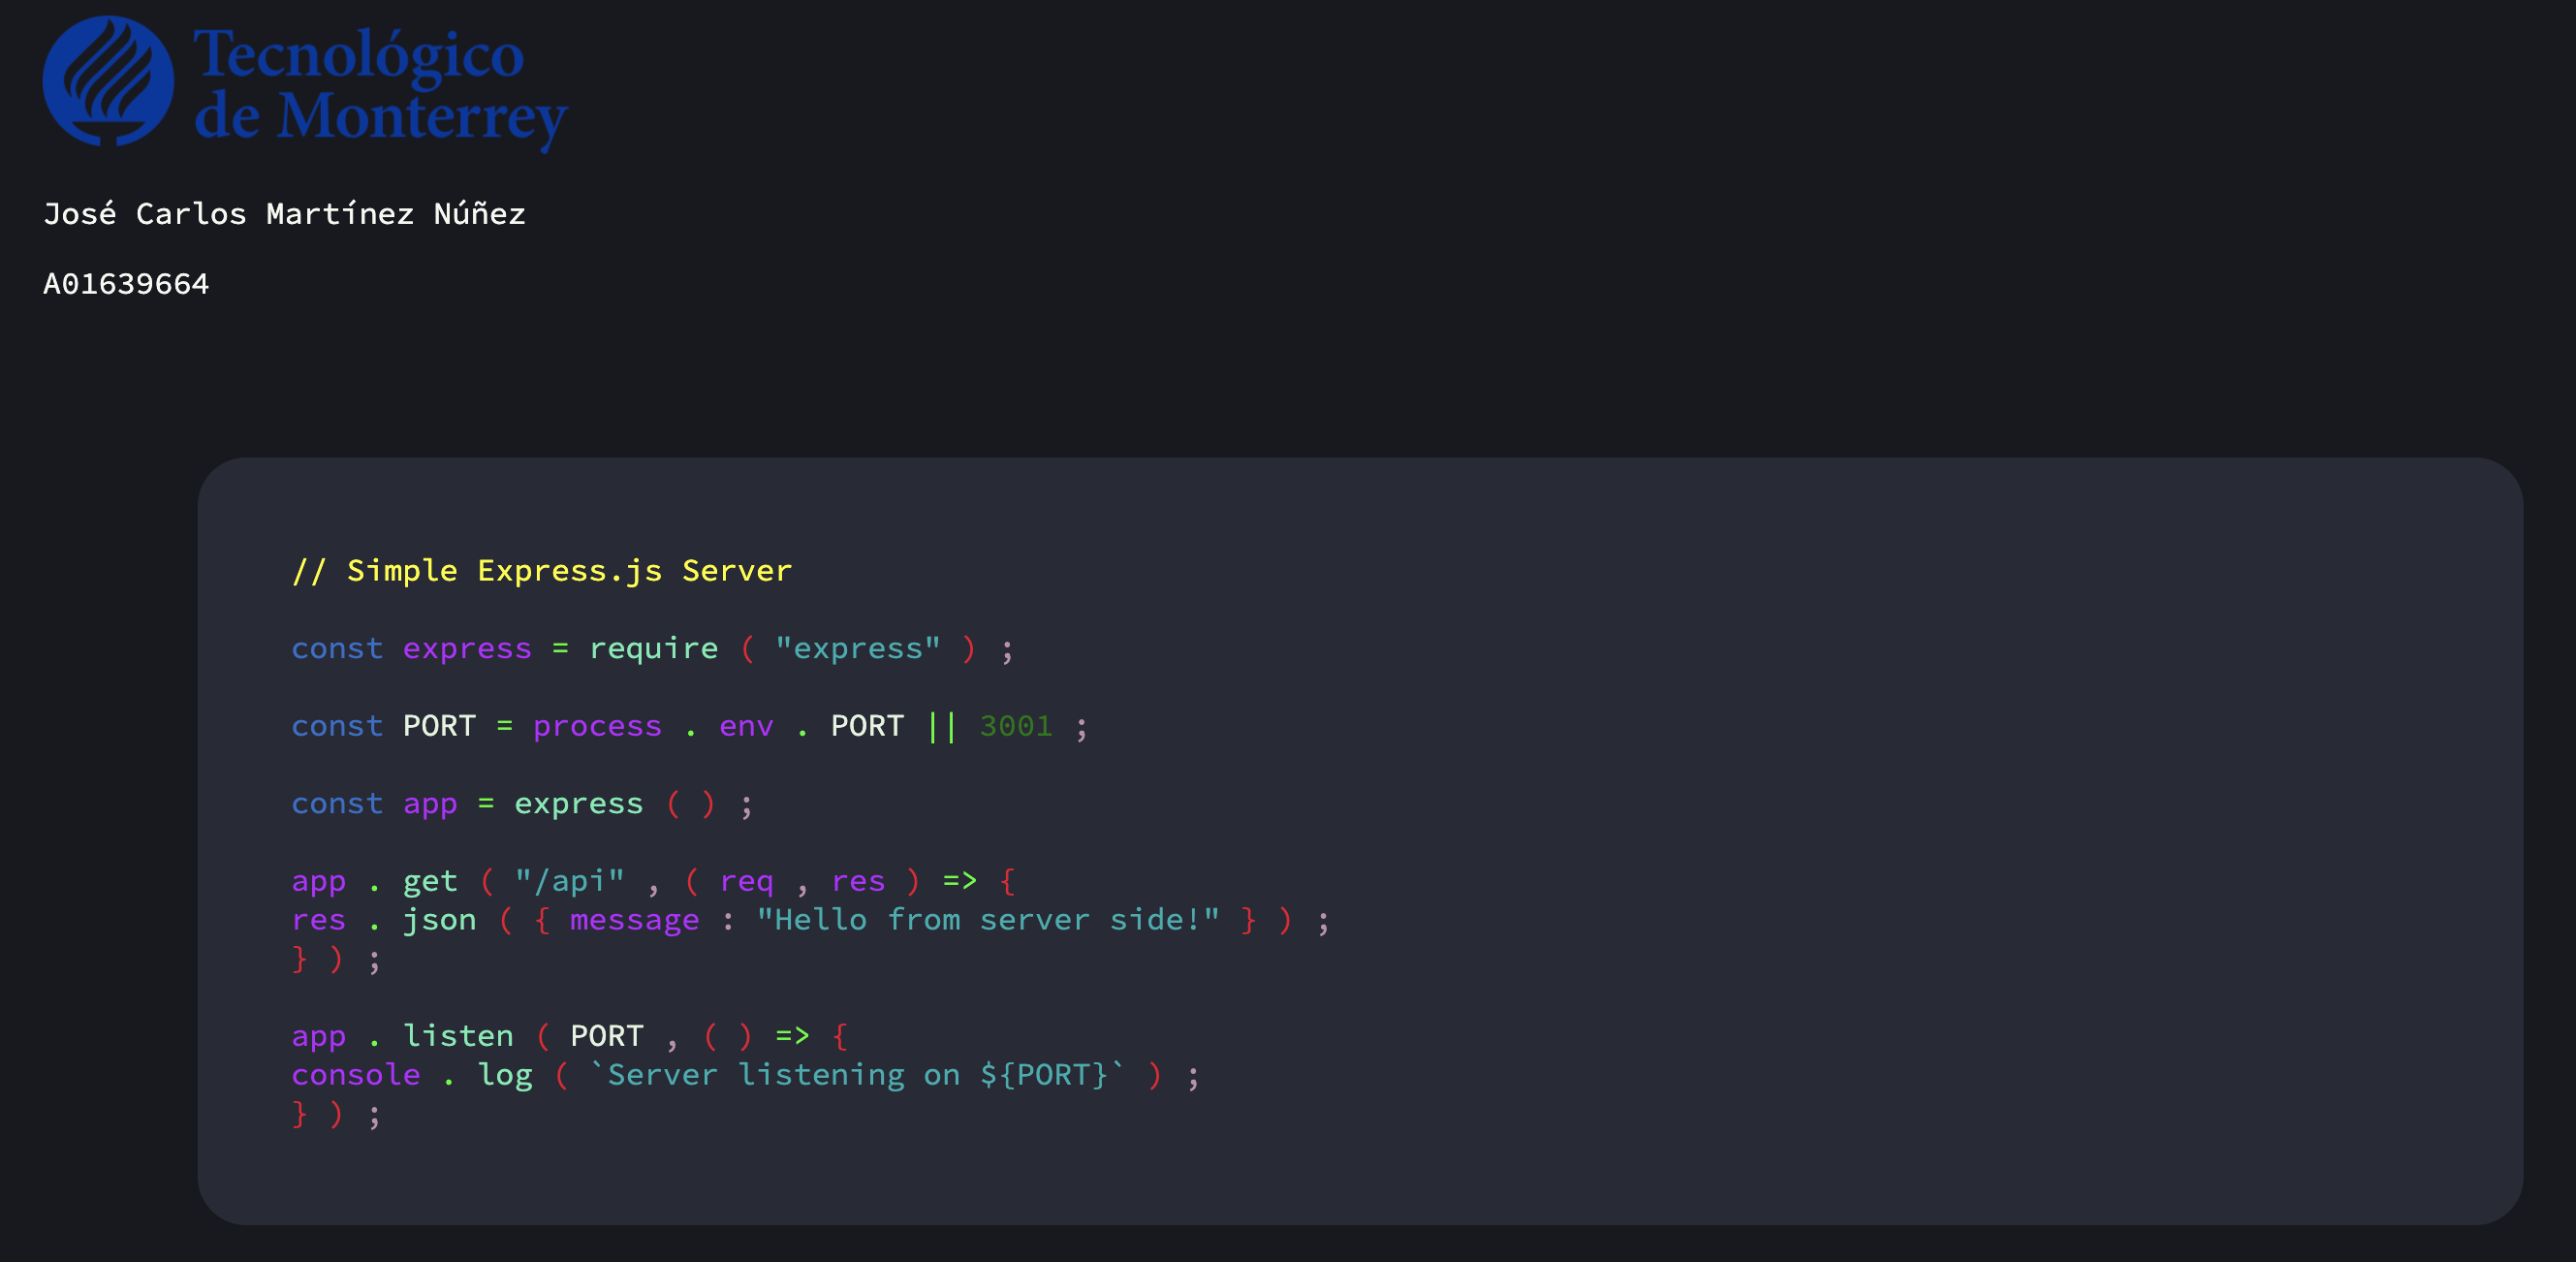 Tecnológico
de Monterrey
José Carlos Martínez Núñez
A01639664
// Simple Express.js Server
const express = require ( "express" ) ;
const PORT = process . env . PORT || 3001 ;
const app = express ( ) ;
app . get ( "/api" , ( req , res ) => {
res . json ( { message : "Hello from server side!" } ) ;
} ) ;
app . listen ( PORT , ( ) => {
console . log ( `Server listening on ${PORT}` ) ;
} ) ;